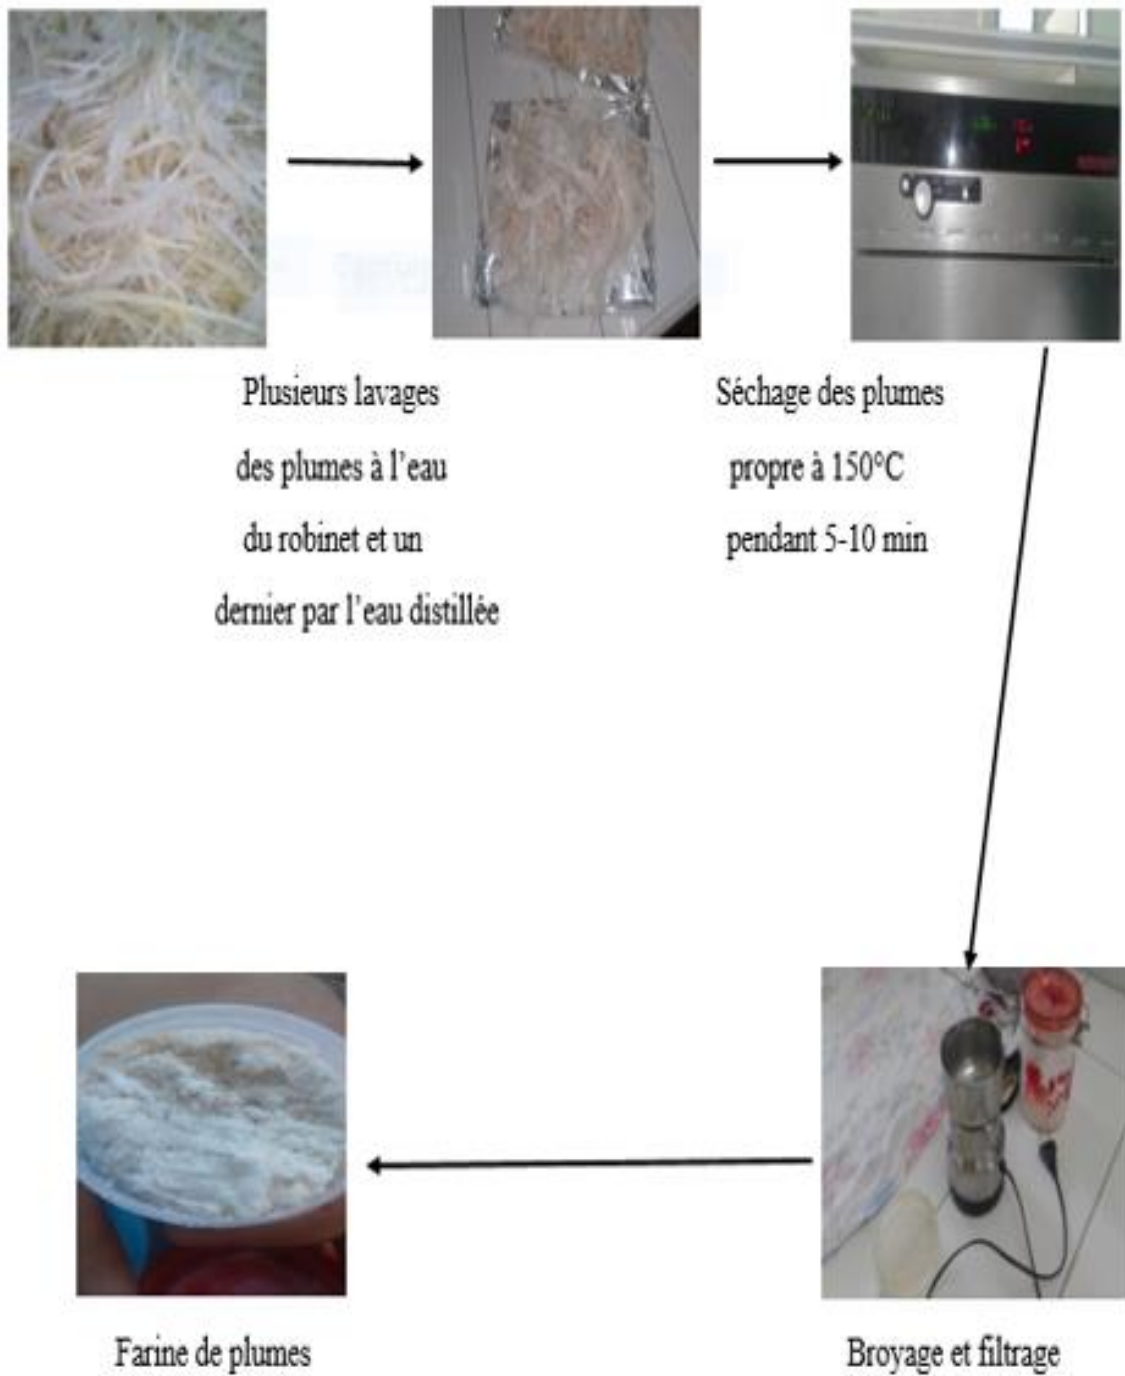 Plusieurs lavages
des plumes à l'eau
du robinet et un
dernier par l'eau distillée
Séchage des plumes
propre à 150°C
pendant 5-10 min
Broyage et filtrage
Farine de plumes